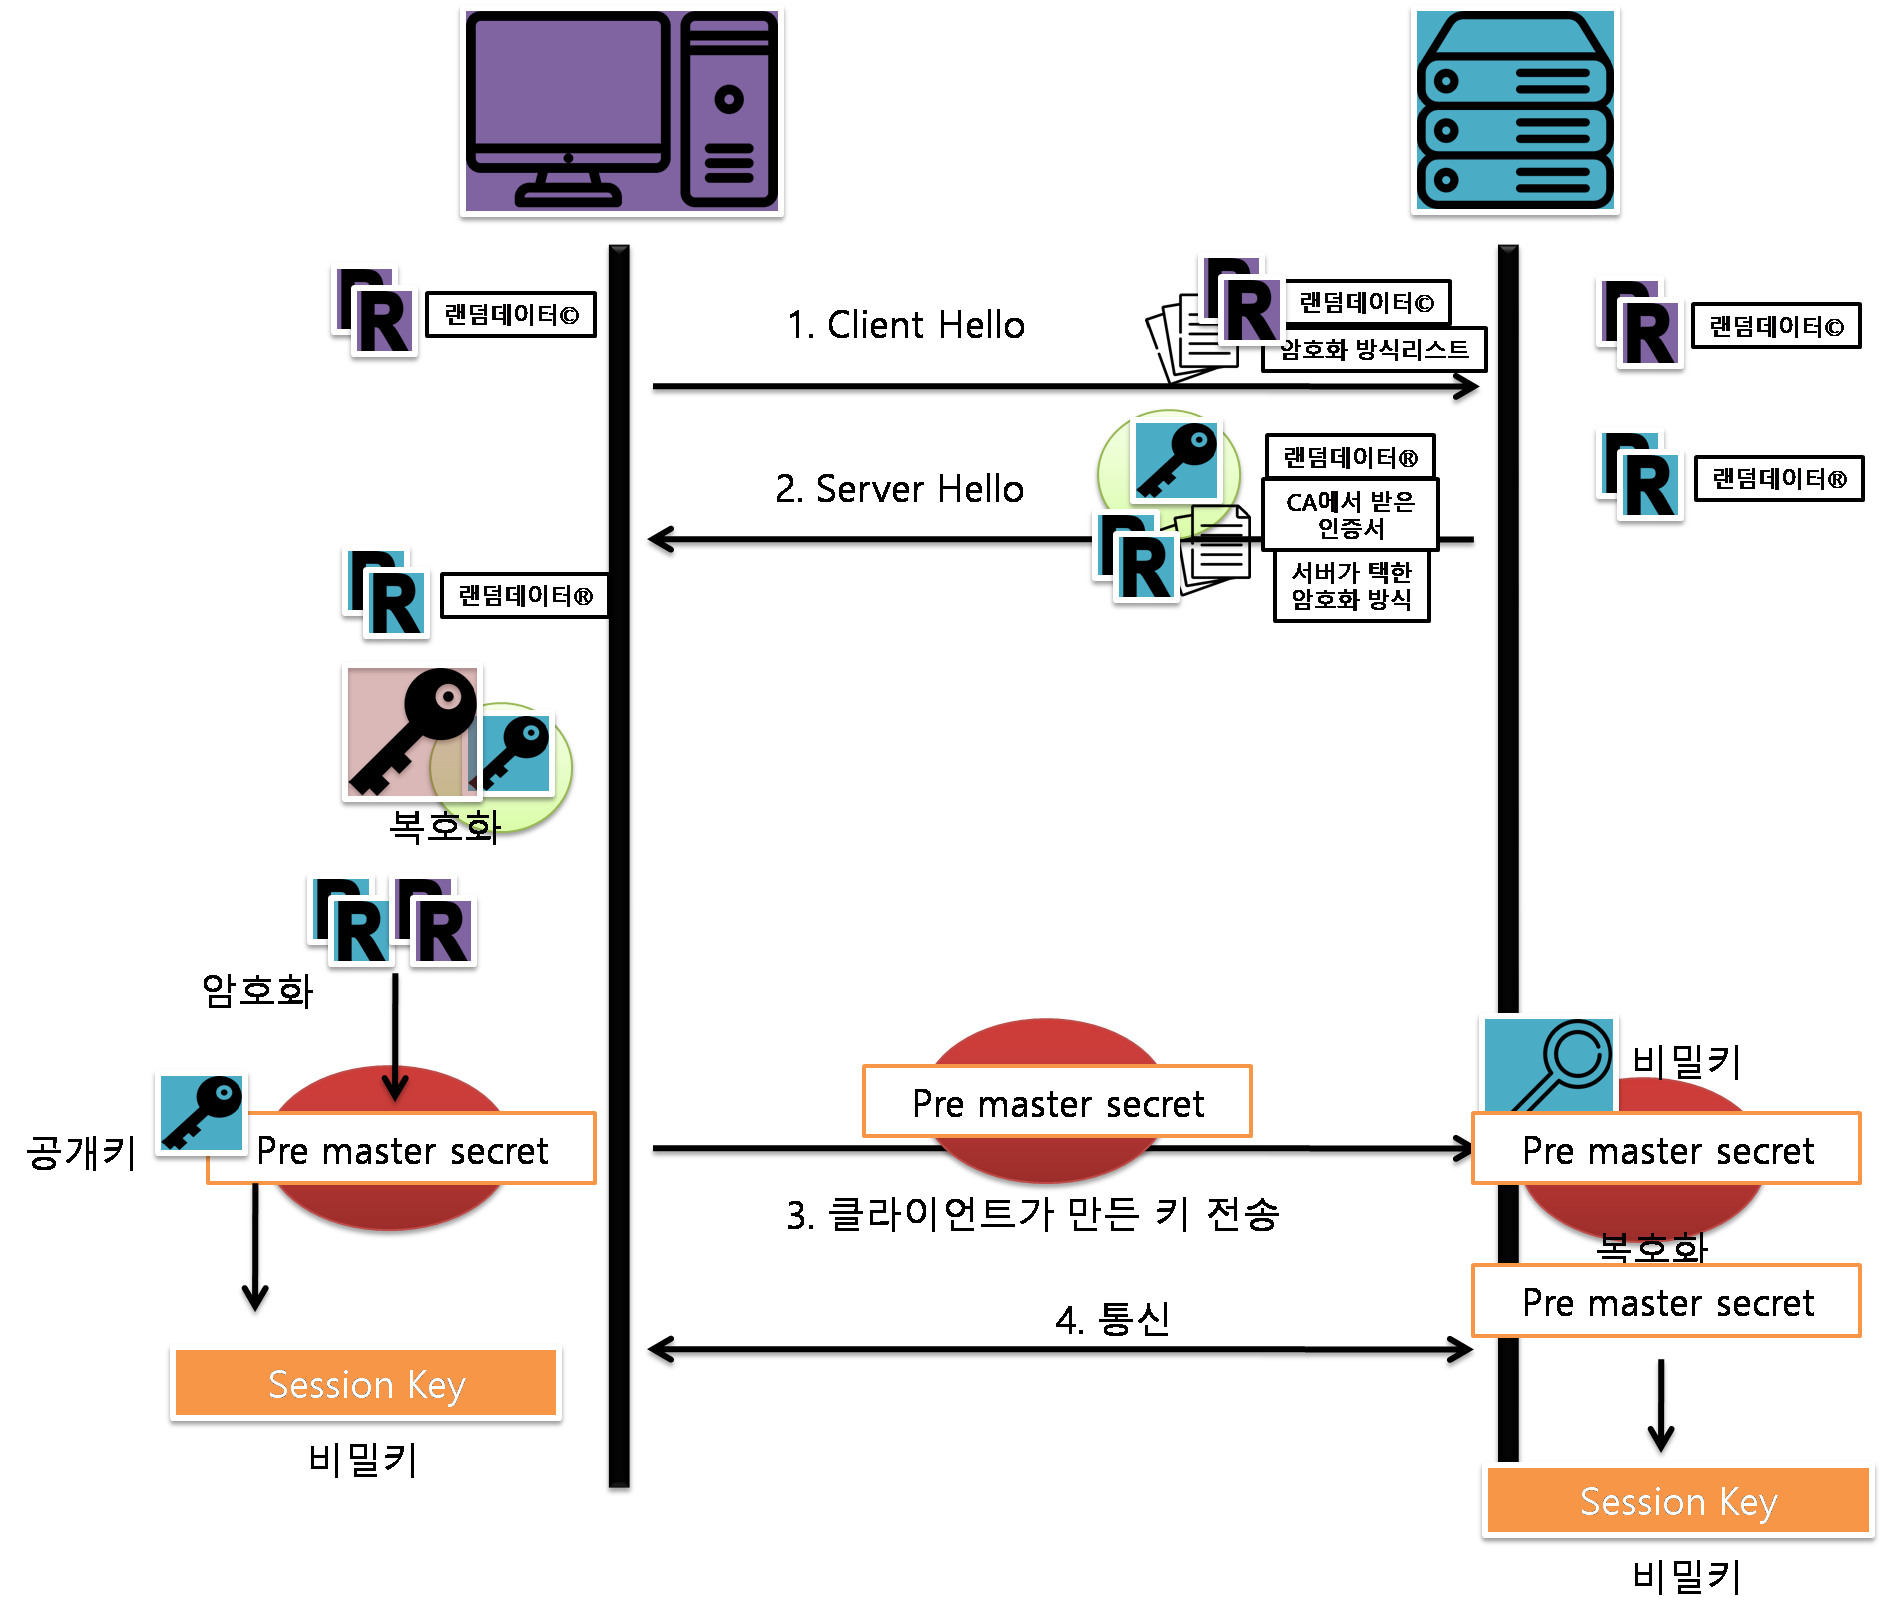 랜덤데이터©
1. Client Hello
랜덤데이터©
암호화 방식리스트
랜덤데이터©
2. Server Hello
랜덤데이터®
CA에서 받은
인증서
서버가 택한
암호화 방식
랜덤데이터®
랜덤데이터®
복호화
암호화
공개키
Pre master secret
Pre master secret
3. 클라이언트가 만든 키 전송
비밀키
Pre master secret
복호화
Pre master secret
4. 통신
Session Key
비밀키
Session Key
비밀키